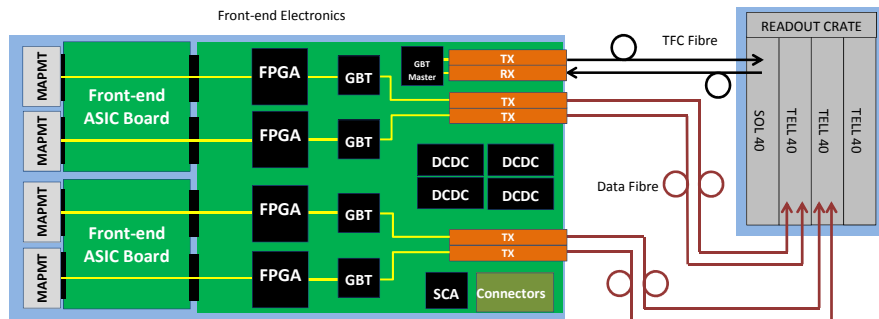 Front-end Electronics
READOUT CRATE
TFC Fibre
MAPMT
Front-end
ASIC Board
FPGA
GBT
GBT
Master
TX
RX
TX
TX
MAPMT
FPGA
GBT
DCDC
DCDC
DCDC
DCDC
SOL 40
TELL 40
TELL 40
TELL 40
Data Fibre
MAPMT
Front-end
ASIC Board
FPGA
GBT
TX
TX
MAPMT
FPGA
GBT
SCA
Connectors